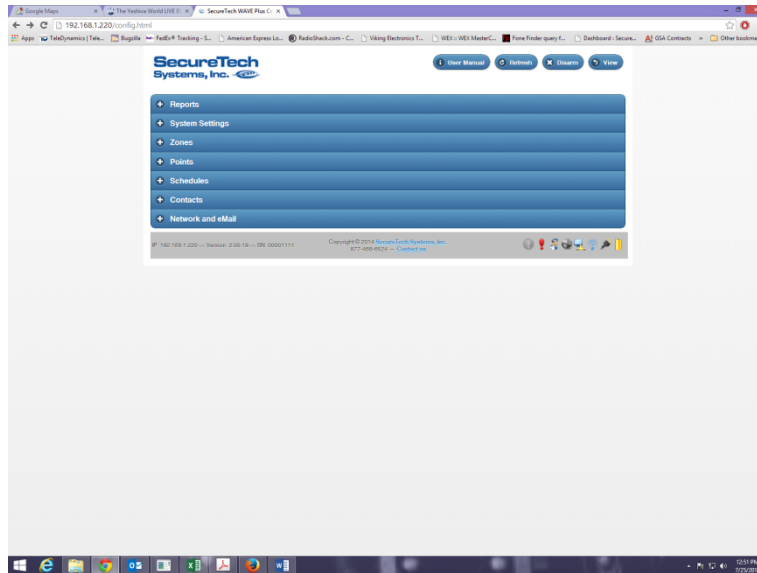 Google Maps
The Yeshiva World LIVE
SecureTech WAVE Plus C
192.168.1.220/config.html
Apps
TeleDynamics | Tele...
Bugzilla
FedEx® Tracking - S...
American Express Lo...
RadioShack.com - C...
Viking Electronics T...
WEX :: WEX MasterC...
Fone Finder query f...
Dashboard - Secure...
GSA Contracts
»
Other bookma
SecureTech
Systems, Inc.
User Manual
Refresh
Disarm
View
Reports
System Settings
Zones
Points
Schedules
Contacts
Network and eMail
IP 192.168.1.220 — Version 2.00.19 — SN 00001111
Copyright © 2014 SecureTech Systems, Inc.
877-468-6624 — Contact us
12:51 PM